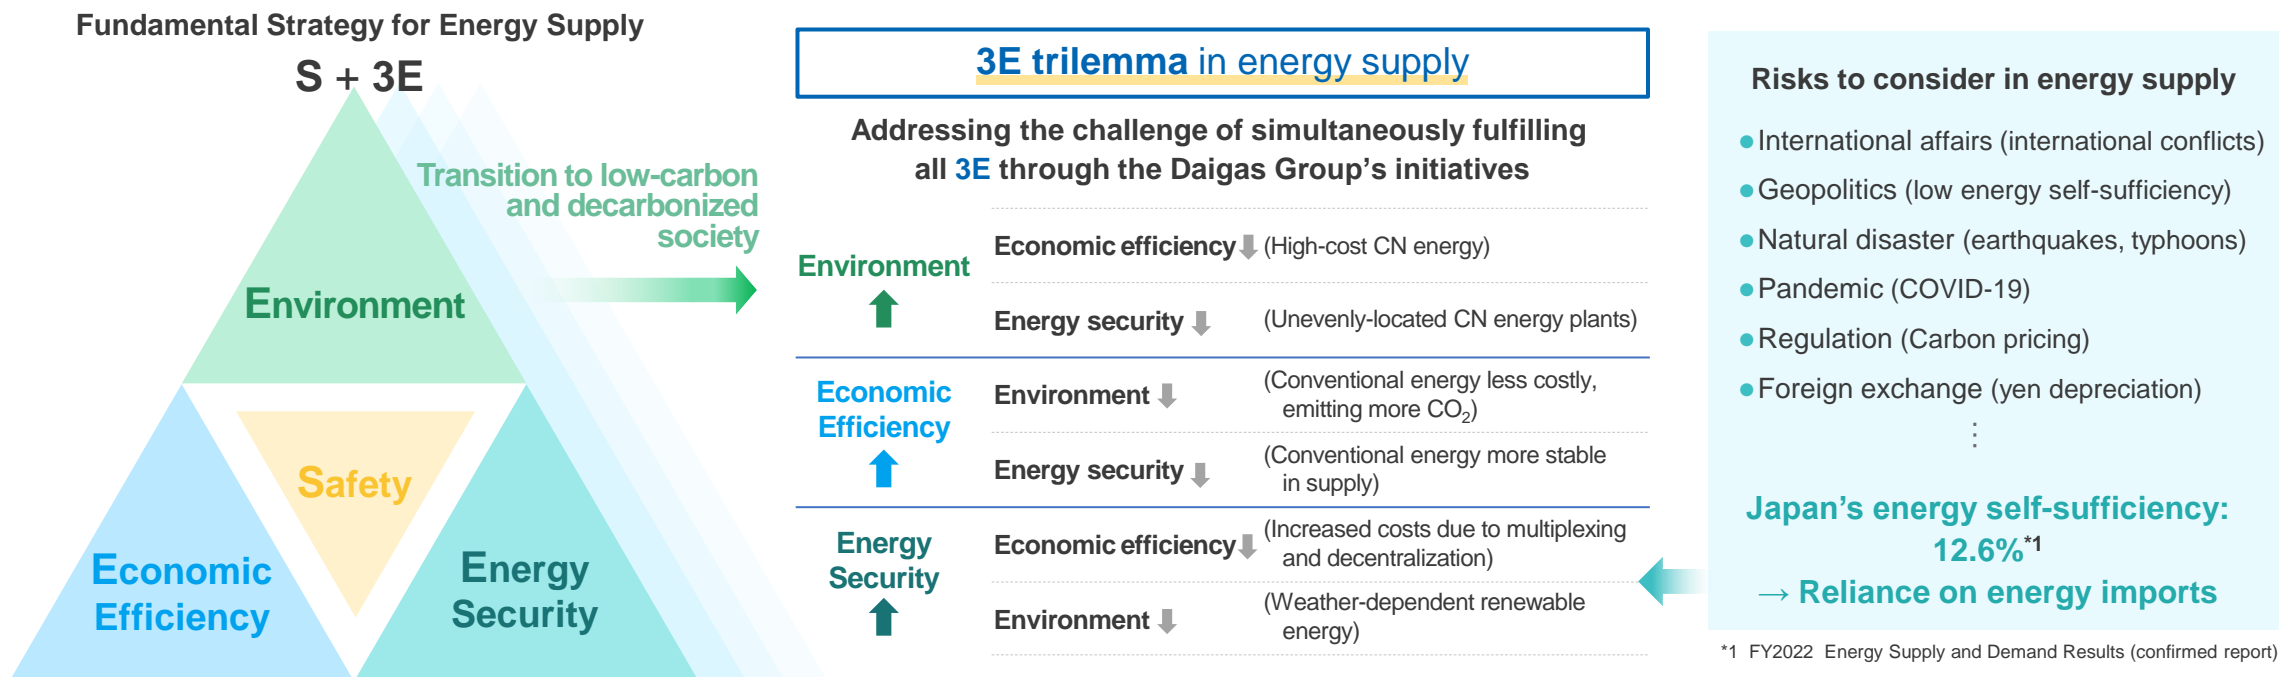 Fundamental Strategy for Energy Supply
S + 3E
Transition to low-carbon
and decarbonized
society
Environment
Safety
Economic
Efficiency
Energy
Security
3E trilemma in energy supply
Addressing the challenge of simultaneously fulfilling
all 3E through the Daigas Group's initiatives
Environment
Economic efficiency (High-cost CN energy)
Energy security (Unevenly-located CN energy plants)
Economic
Efficiency
Environment (Conventional energy less costly,
emitting more CO₂)
Energy security (Conventional energy more stable
in supply)
Energy
Security
Economic efficiency (Increased costs due to multiplexing
and decentralization)
Environment (Weather-dependent renewable
energy)
Risks to consider in energy supply
●International affairs (international conflicts)
●Geopolitics (low energy self-sufficiency)
●Natural disaster (earthquakes, typhoons)
●Pandemic (COVID-19)
●Regulation (Carbon pricing)
●Foreign exchange (yen depreciation)
⋮
Japan's energy self-sufficiency:
12.6%*1
→ Reliance on energy imports
*1 FY2022 Energy Supply and Demand Results (confirmed report)